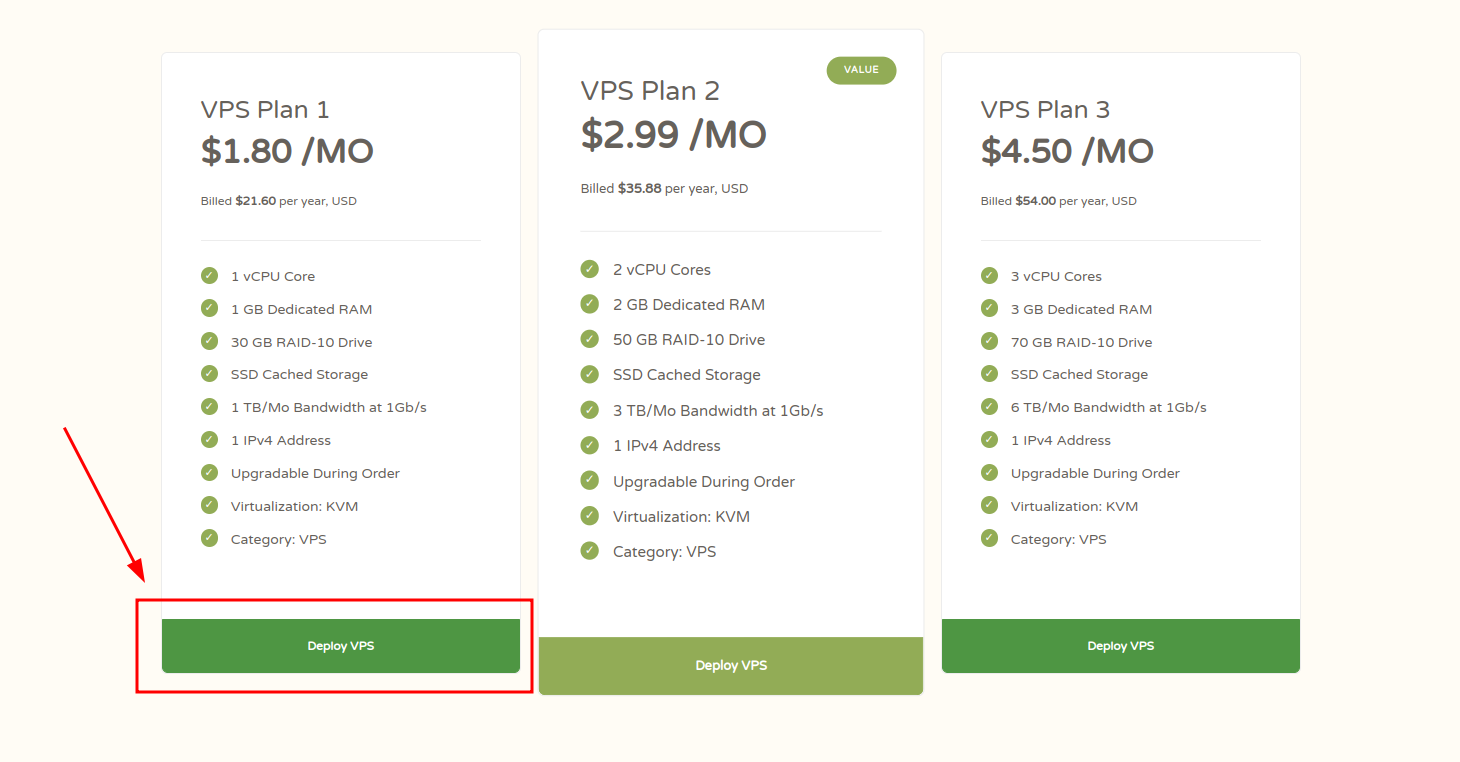 VPS Plan 1
$1.80 /MO
Billed $21.60 per year, USD
1 vCPU Core
1 GB Dedicated RAM
30 GB RAID-10 Drive
SSD Cached Storage
1 TB/Mo Bandwidth at 1Gb/s
1 IPv4 Address
Upgradable During Order
Virtualization: KVM
Category: VPS
Deploy VPS
VALUE
VPS Plan 2
$2.99 /MO
Billed $35.88 per year, USD
2 vCPU Cores
2 GB Dedicated RAM
50 GB RAID-10 Drive
SSD Cached Storage
3 TB/Mo Bandwidth at 1Gb/s
1 IPv4 Address
Upgradable During Order
Virtualization: KVM
Category: VPS
Deploy VPS
VPS Plan 3
$4.50 /MO
Billed $54.00 per year, USD
3 vCPU Cores
3 GB Dedicated RAM
70 GB RAID-10 Drive
SSD Cached Storage
6 TB/Mo Bandwidth at 1Gb/s
1 IPv4 Address
Upgradable During Order
Virtualization: KVM
Category: VPS
Deploy VPS